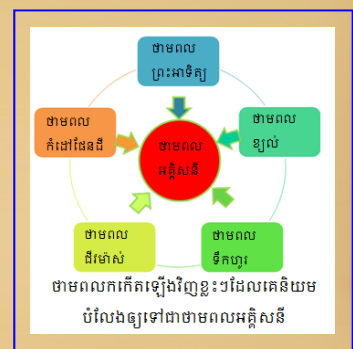 ថាមពល
ព្រះអាទិត្យ
ថាមពល
កំដៅផែនដី
ថាមពល
ខ្យល់
ថាមពល
អគ្គិសនី
ថាមពល
ជីវម៉ាស់
ថាមពល
ទឹកហូរ
ថាមពលកកើតឡើងវិញខ្លះៗដែលគេនិយម
បំលែងឲ្យទៅជាថាមពលអគ្គិសនី